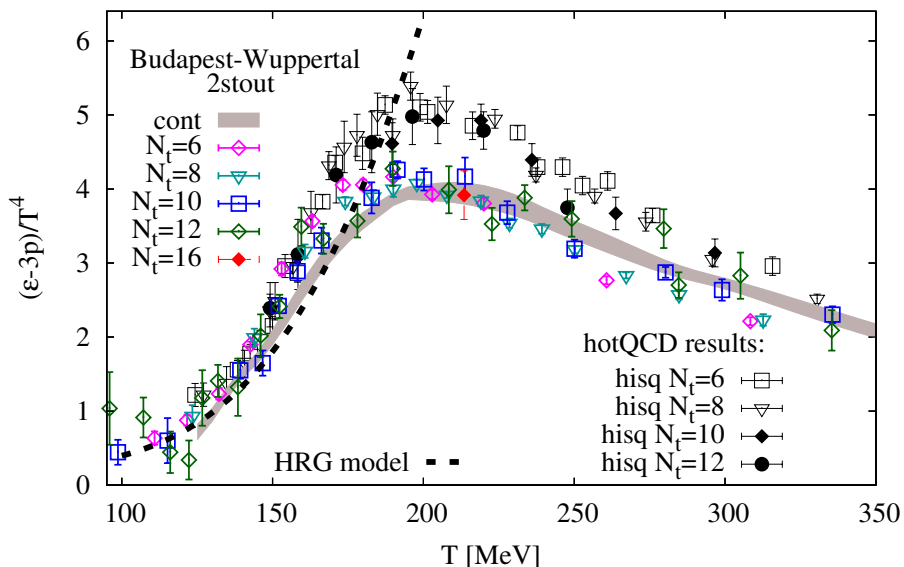 6
5
4
3
2
1
0
(ε-3p)/T⁴
Budapest-Wuppertal
2stout
cont
N_t=6
N_t=8
N_t=10
N_t=12
N_t=16
HRG model
hotQCD results:
hisq N_t=6
hisq N_t=8
hisq N_t=10
hisq N_t=12
100 150 200 250 300 350
T [MeV]